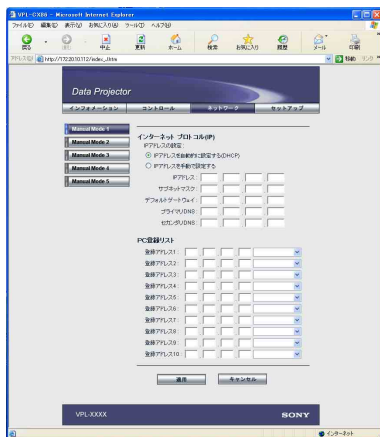 VPL-CX80 - Microsoft Internet Explorer
ファイル(F) 編集(E) 表示(V) お気に入り(A) ツール(T) ヘルプ(H)
戻る 中止 更新 ホーム 検索 お気に入り 履歴 メール 印刷
アドレス(D) http://172.20.10.112/index_J.htm 移動 リンク
Data Projector
インフォメーション コントロール ネットワーク セットアップ
Manual Mode 1
Manual Mode 2
Manual Mode 3
Manual Mode 4
Manual Mode 5
インターネット プロトコル(IP)
IPアドレスの設定:
IPアドレスを自動的に設定する(DHCP)
IPアドレスを手動で設定する
IPアドレス:
サブネットマスク:
デフォルトゲートウェイ:
プライマリDNS:
セカンダリDNS:
PC登録リスト
登録アドレス1:
登録アドレス2:
登録アドレス3:
登録アドレス4:
登録アドレス5:
登録アドレス6:
登録アドレス7:
登録アドレス8:
登録アドレス9:
登録アドレス10:
適用 キャンセル
VPL-XXXX SONY
インターネット